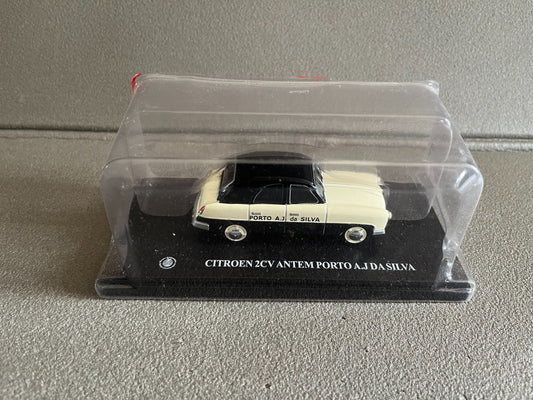 PORTO A.J. da SILVA
CITROEN 2CV ANTEM PORTO A.J DA SILVA